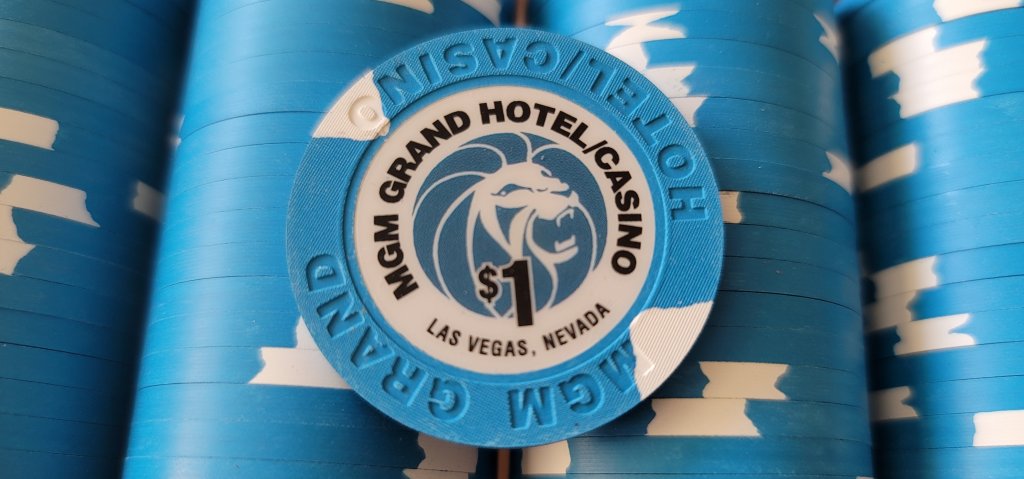 MGM GRAND HOTEL/CASINO
$1
LAS VEGAS, NEVADA
MGM GRAND HOTEL/CASINO